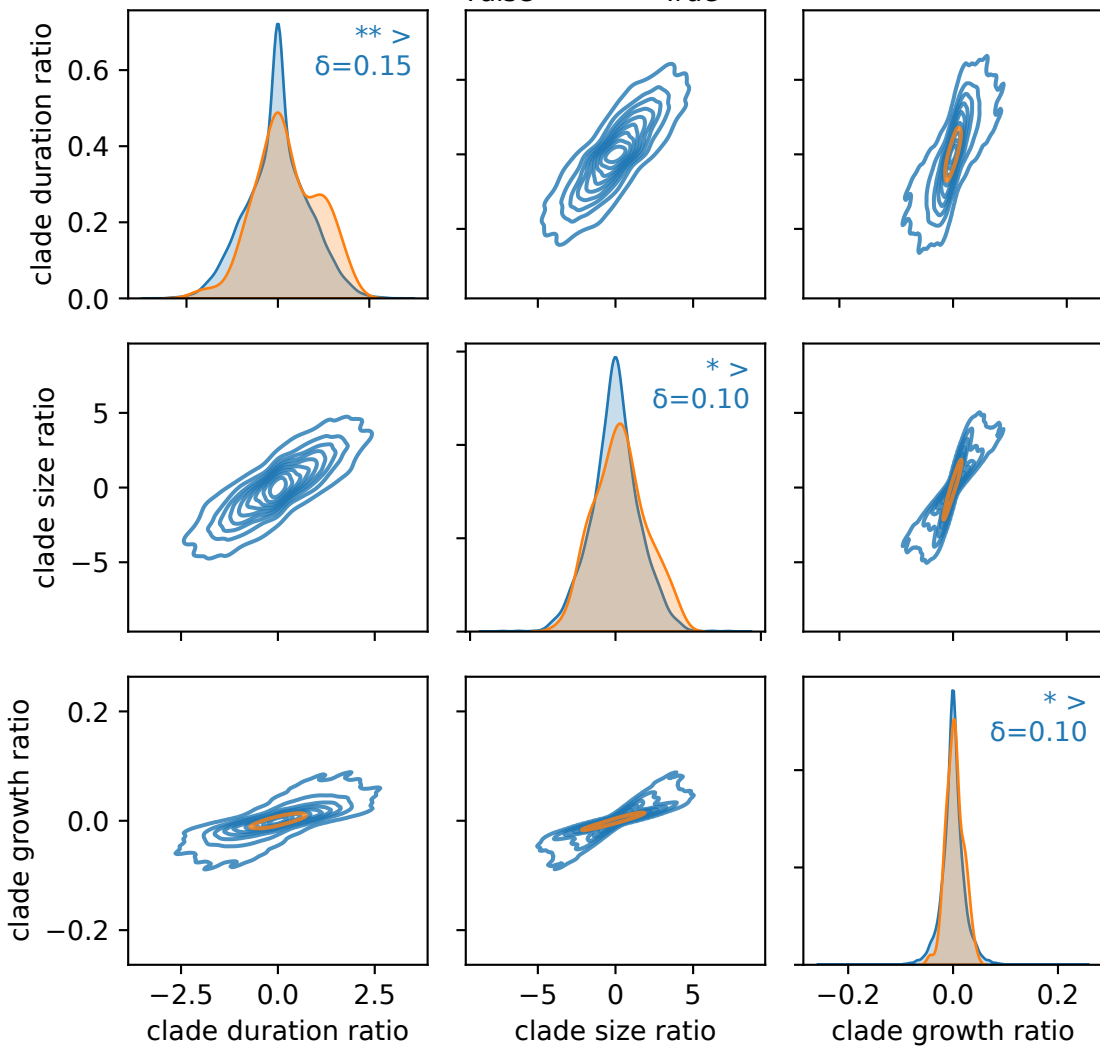 ** >
δ=0.15
clade duration ratio
0.6
0.4
0.2
0.0
* >
δ=0.10
clade size ratio
5
0
−5
* >
δ=0.10
clade growth ratio
0.2
0.0
−0.2
−2.5 0.0 2.5
−5 0 5
−0.2 0.0 0.2
clade duration ratio
clade size ratio
clade growth ratio